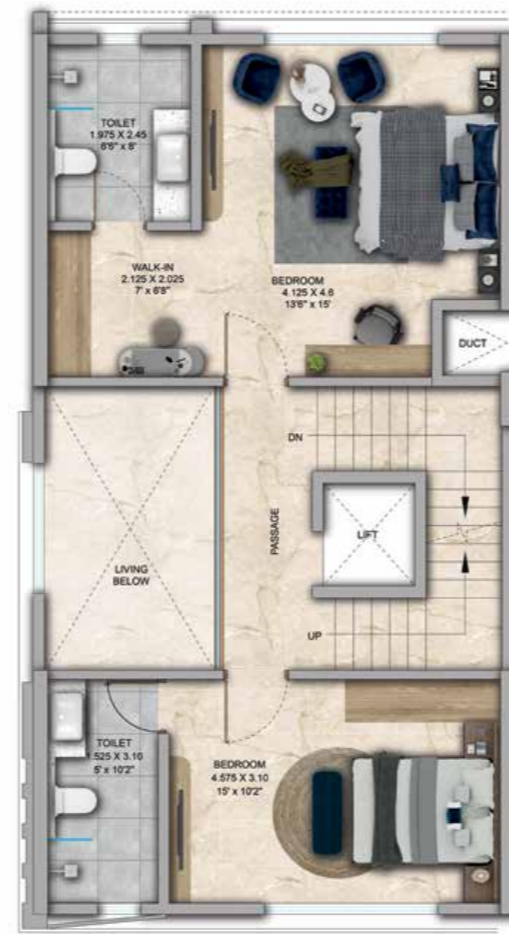 TOILET
1.975 X 2.45
6'6" x 8'
WALK-IN
2.125 X 2.025
7' x 6'8"
BEDROOM
4.125 X 4.6
13'6" x 15'
DUCT
DN
PASSAGE
LIFT
LIVING
BELOW
UP
TOILET
1.525 X 3.10
5' x 10'2"
BEDROOM
4.575 X 3.10
15' x 10'2"